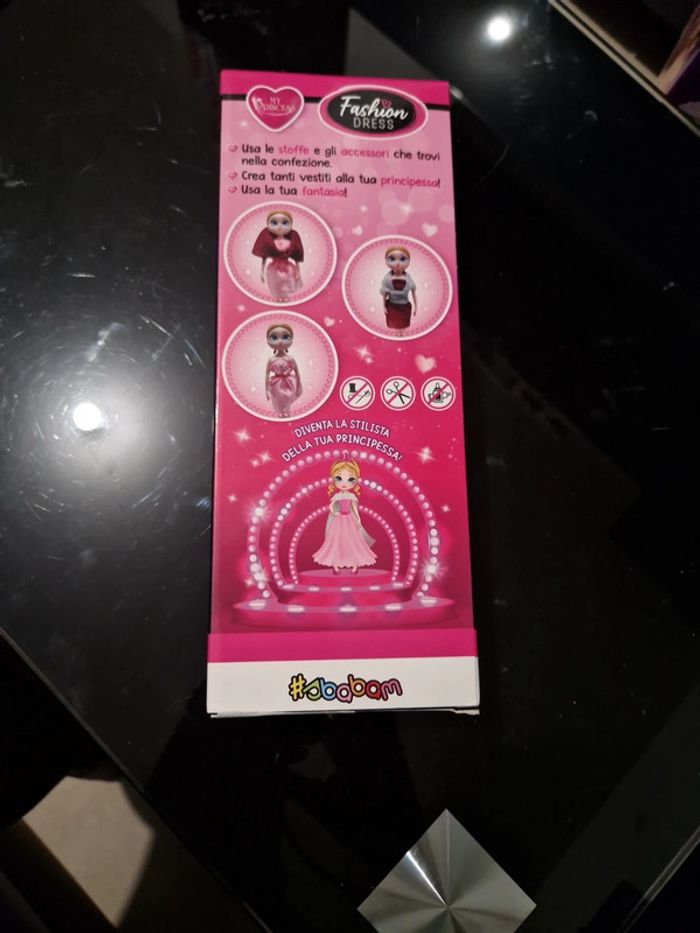 MY
PRINCESS
Fashion
DRESS
Usa le stoffe e gli accessori che trovi
nella confezione.
Crea tanti vestiti alla tua principessa!
Usa la tua fantasia!
DIVENTA LA STILISTA
DELLA TUA PRINCIPESSA!
#sbabam